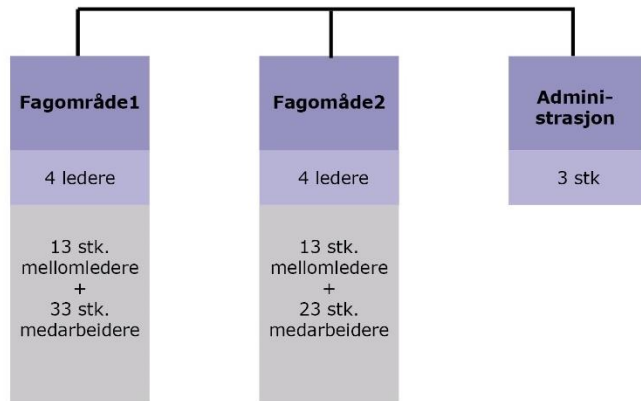 Fagområde1
4 ledere
13 stk.
mellomledere
+
33 stk.
medarbeidere
Fagomåde2
4 ledere
13 stk.
mellomledere
+
23 stk.
medarbeidere
Admini-
strasjon
3 stk